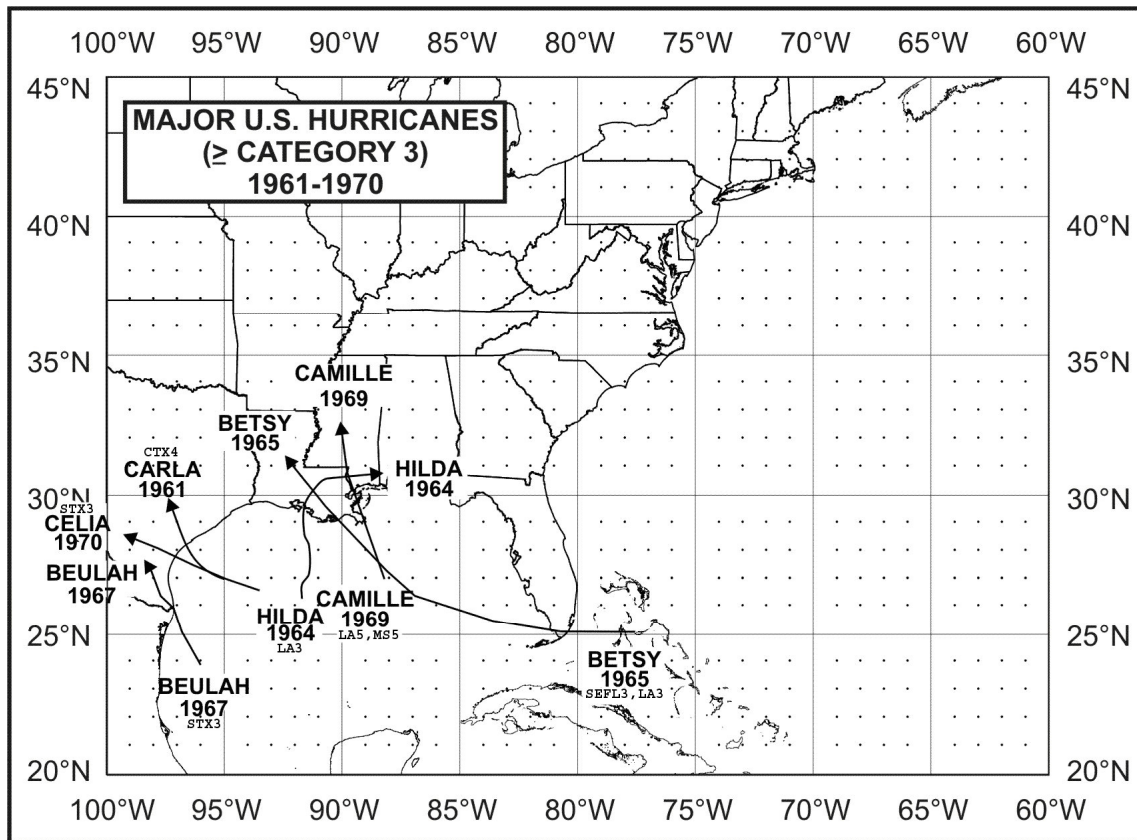 100°W 95°W 90°W 85°W 80°W 75°W 70°W 65°W 60°W
45°N 45°N
MAJOR U.S. HURRICANES
(≥ CATEGORY 3)
1961-1970
40°N 40°N
35°N 35°N
CAMILLE
1969
BETSY
1965
CTX4
CARLA
1961
HILDA
1964
30°N 30°N
STX3
CELIA
1970
BEULAH
1967
HILDA
1964
LA3
CAMILLE
1969
LA5,MS5
25°N 25°N
BETSY
1965
SEFL3,LA3
BEULAH
1967
STX3
20°N 20°N
100°W 95°W 90°W 85°W 80°W 75°W 70°W 65°W 60°W